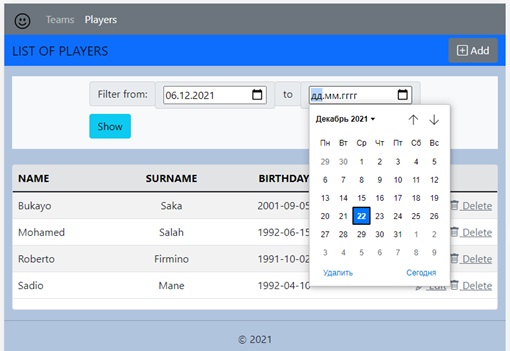 Teams Players
LIST OF PLAYERS Add
Filter from: 06.12.2021 to дд.мм.гггг
Show
Декабрь 2021
Пн Вт Ср Чт Пт Сб Вс
29 30 1 2 3 4 5
6 7 8 9 10 11 12
13 14 15 16 17 18 19
20 21 22 23 24 25 26
27 28 29 30 31 1 2
3 4 5 6 7 8 9
Удалить Сегодня
NAME SURNAME BIRTHDAY
Bukayo Saka 2001-09-05 Delete
Mohamed Salah 1992-06-15 Delete
Roberto Firmino 1991-10-02 Delete
Sadio Mane 1992-04-10 Edit Delete
© 2021